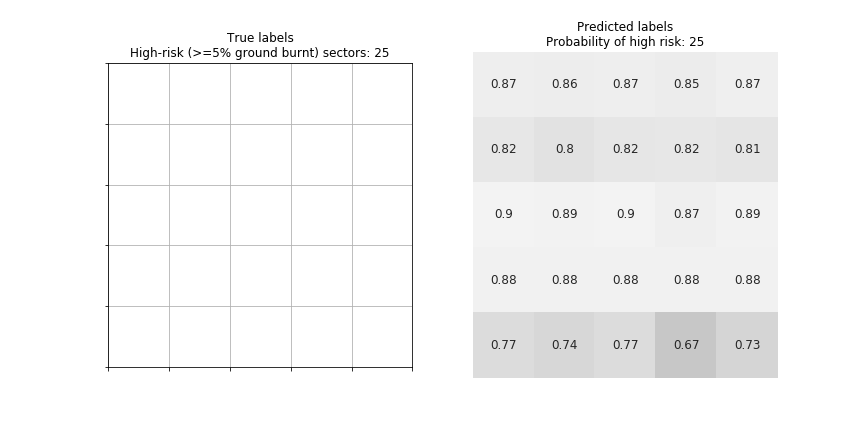 True labels
High-risk (>=5% ground burnt) sectors: 25
Predicted labels
Probability of high risk: 25
0.87 0.86 0.87 0.85 0.87
0.82 0.8 0.82 0.82 0.81
0.9 0.89 0.9 0.87 0.89
0.88 0.88 0.88 0.88 0.88
0.77 0.74 0.77 0.67 0.73